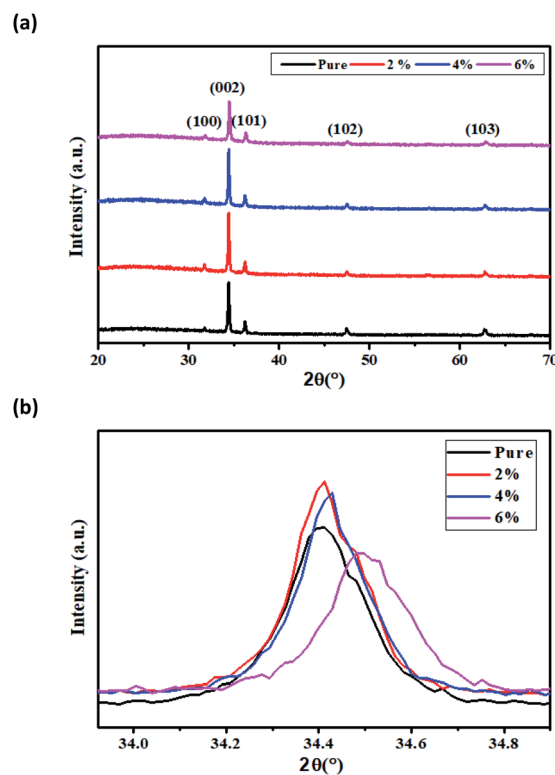 (a)
Pure 2 % 4% 6%
(002)
(100) (101) (102) (103)
Intensity (a.u.)
20 30 40 50 60 70
2θ(°)
(b)
Pure
2%
4%
6%
Intensity (a.u.)
34.0 34.2 34.4 34.6 34.8
2θ(°)